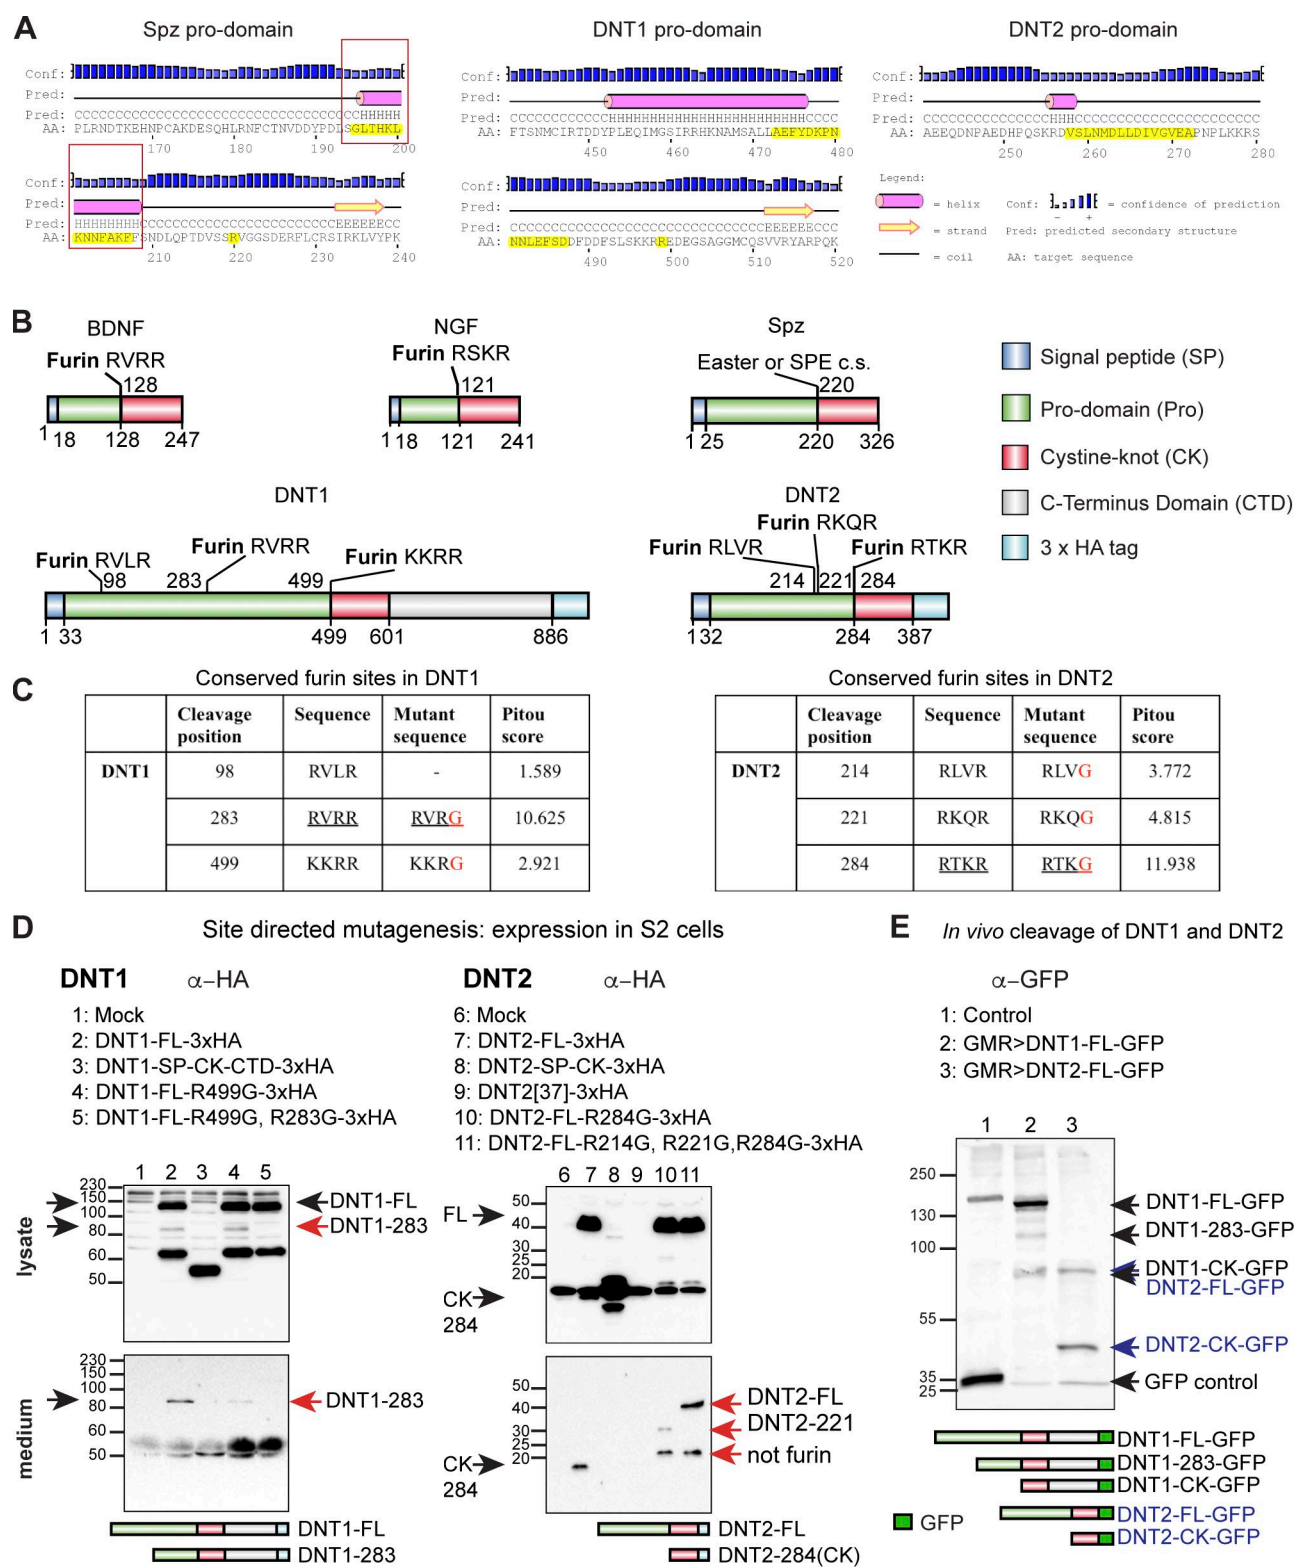 A
Spz pro-domain
DNT1 pro-domain
DNT2 pro-domain
Conf:
Pred:
Pred: CCCCCCCCCCCCCCCCCCCCCCCCCCCCCCCCCCCHHHHH
AA: PLRNDTKEHNPCAKDESQHLRNFCTNVDDYPDLSGLTHKL
170 180 190 200
Conf:
Pred:
Pred: HHHHHHHHCCCCCCCCCCCCCCCCCCCCCCCCEEEEEECC
AA: KNNFAKFFSNDLQPTDVSSRVGGSDERFLCRSIRKLVYPK
210 220 230 240
Conf:
Pred:
Pred: CCCCCCCCCCCCHHHHHHHHHHHHHHHHHHHHHHHHCCCC
AA: FTSNMCIRTDDYPLEQIMGSIRRHKNAMSALLAEFYDKPN
450 460 470 480
Conf:
Pred:
Pred: CCCCCCCCCCCCCCCCCCCCCCCCCCCCCCCEEEEEECCC
AA: NNLEFSDDFDDFSLSKKRREDEGSAGGMCQSVVRYARPQK
490 500 510 520
Conf:
Pred:
Pred: CCCCCCCCCCCCCCCHHHCCCCCCCCCCCCCCCCCCCCCC
AA: AEEQDNPAEDHPQSKRDVSLNMDLLDIVGVEAPNPLKKRS
250 260 270 280
Legend:
= helix Conf: - + = confidence of prediction
= strand Pred: predicted secondary structure
= coil AA: target sequence
B
BDNF
Furin RVRR
128
1 18 128 247
NGF
Furin RSKR
121
1 18 121 241
Spz
Easter or SPE c.s.
220
1 25 220 326
Signal peptide (SP)
Pro-domain (Pro)
Cystine-knot (CK)
C-Terminus Domain (CTD)
3 x HA tag
DNT1
Furin RVLR
Furin RVRR
Furin KKRR
98 283 499
1 33 499 601 886
DNT2
Furin RKQR
Furin RLVR
Furin RTKR
214 221 284
1 32 284 387
C
Conserved furin sites in DNT1
Cleavage position Sequence Mutant sequence Pitou score
DNT1 98 RVLR - 1.589
283 RVRR RVRG 10.625
499 KKRR KKRG 2.921
Conserved furin sites in DNT2
Cleavage position Sequence Mutant sequence Pitou score
DNT2 214 RLVR RLVG 3.772
221 RKQR RKQG 4.815
284 RTKR RTKG 11.938
D
Site directed mutagenesis: expression in S2 cells
DNT1 α-HA
1: Mock
2: DNT1-FL-3xHA
3: DNT1-SP-CK-CTD-3xHA
4: DNT1-FL-R499G-3xHA
5: DNT1-FL-R499G, R283G-3xHA
DNT2 α-HA
6: Mock
7: DNT2-FL-3xHA
8: DNT2-SP-CK-3xHA
9: DNT2[37]-3xHA
10: DNT2-FL-R284G-3xHA
11: DNT2-FL-R214G, R221G,R284G-3xHA
1 2 3 4 5
230
150
100
80
60
50
lysate
DNT1-FL
DNT1-283
230
150
100
80
60
50
medium
DNT1-283
DNT1-FL
DNT1-283
6 7 8 9 10 11
50
40
30
25
20
FL
CK
284
50
40
30
25
20
CK
284
DNT2-FL
DNT2-221
not furin
DNT2-FL
DNT2-284(CK)
E
In vivo cleavage of DNT1 and DNT2
α-GFP
1: Control
2: GMR>DNT1-FL-GFP
3: GMR>DNT2-FL-GFP
1 2 3
250
130
100
55
35
25
DNT1-FL-GFP
DNT1-283-GFP
DNT1-CK-GFP
DNT2-FL-GFP
DNT2-CK-GFP
GFP control
DNT1-FL-GFP
DNT1-283-GFP
DNT1-CK-GFP
DNT2-FL-GFP
DNT2-CK-GFP
GFP